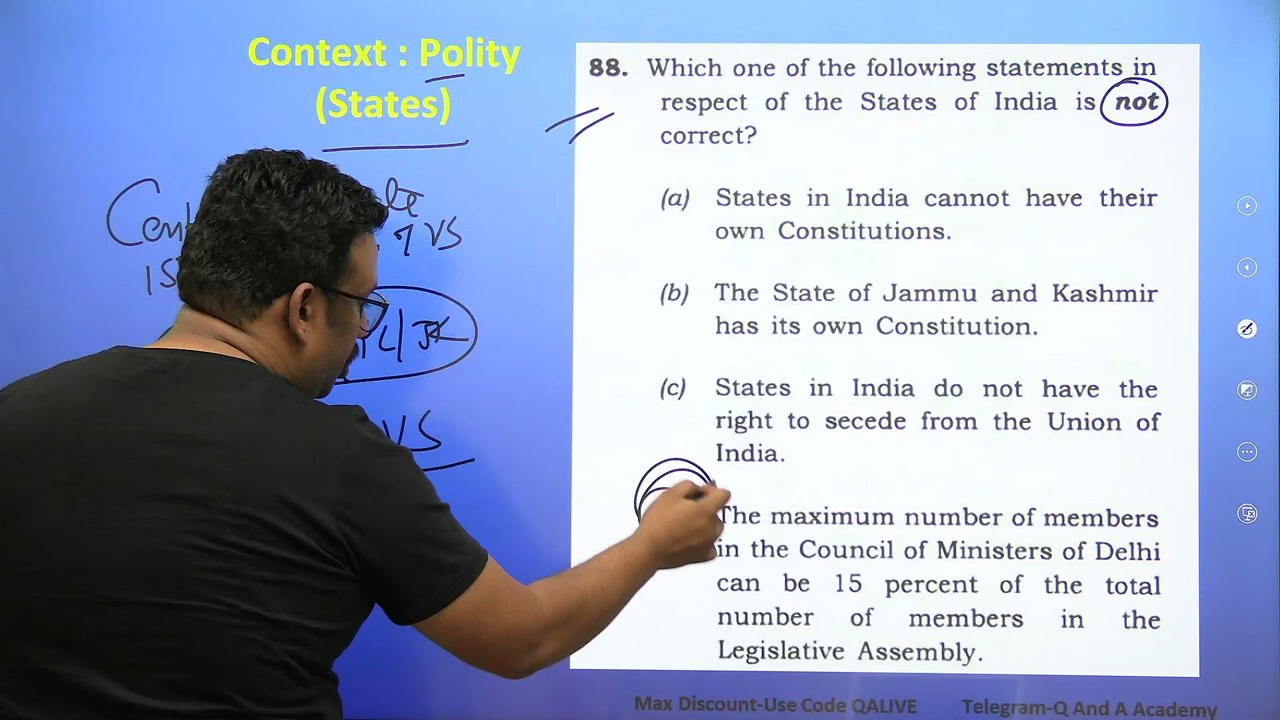 Context : Polity
(States)
88. Which one of the following statements in
respect of the States of India is not
correct?
(a) States in India cannot have their
own Constitutions.
(b) The State of Jammu and Kashmir
has its own Constitution.
(c) States in India do not have the
right to secede from the Union of
India.
The maximum number of members
in the Council of Ministers of Delhi
can be 15 percent of the total
number of members in the
Legislative Assembly.
VS
VS
Max Discount-Use Code QALIVE Telegram-Q And A Academy